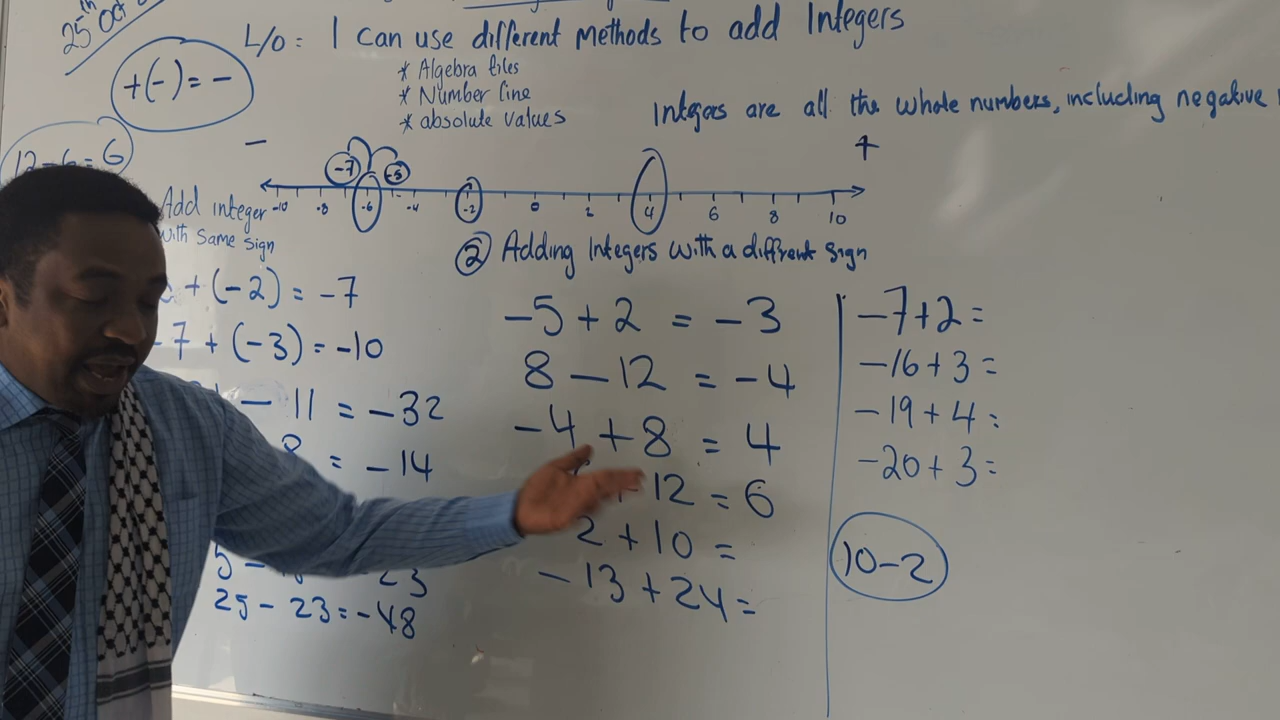 25th Oct
L/O = I can use different Methods to add Integers
* Algebra tiles
* Number line
* absolute values
+(-) = -
Integers are all the whole numbers, including negative
12 - 6 = 6
- +
-7 -5
-10 -8 -6 -4 -2 0 2 4 6 8 10
Add integer
with Same sign
+ (-2) = -7
-7 + (-3) = -10
- 11 = -32
8 = -14
23
25 - 23 = -48
② Adding Integers with a different sign
-5 + 2 = -3
8 - 12 = -4
-4 + 8 = 4
+ 12 = 6
2 + 10 =
-13 + 24 =
-7 + 2 =
-16 + 3 =
-19 + 4 =
-20 + 3 =
10 - 2